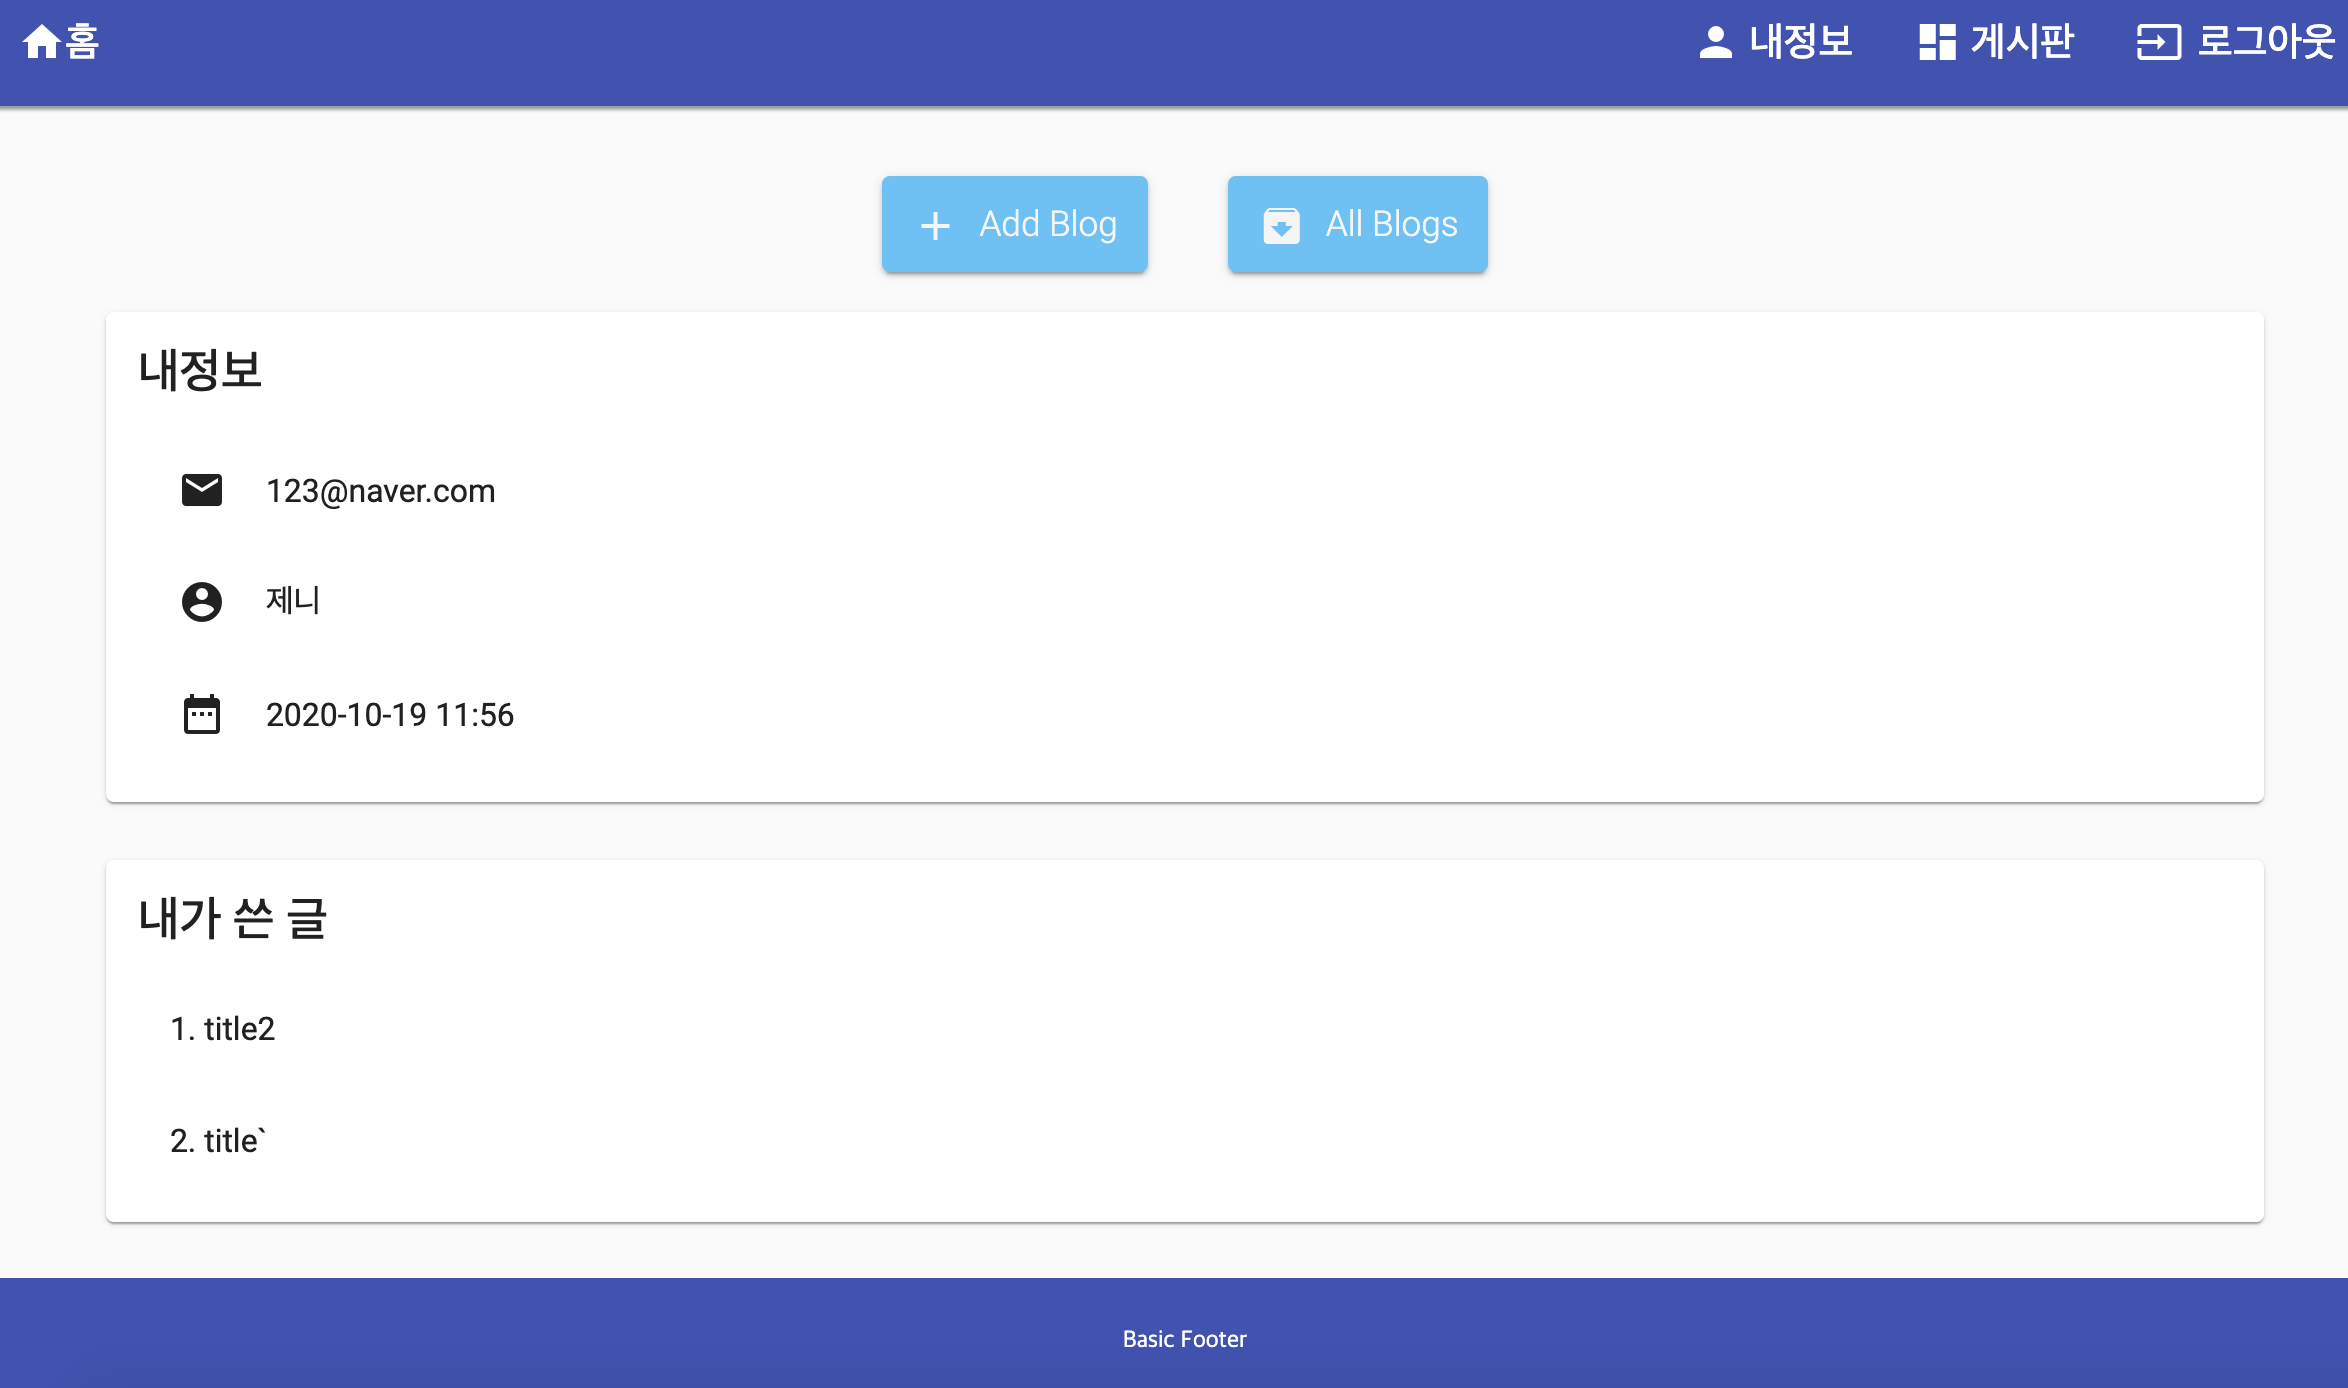 홈 내정보 게시판 로그아웃
Add Blog All Blogs
내정보
123@naver.com
제니
2020-10-19 11:56
내가 쓴 글
1. title2
2. title`
Basic Footer